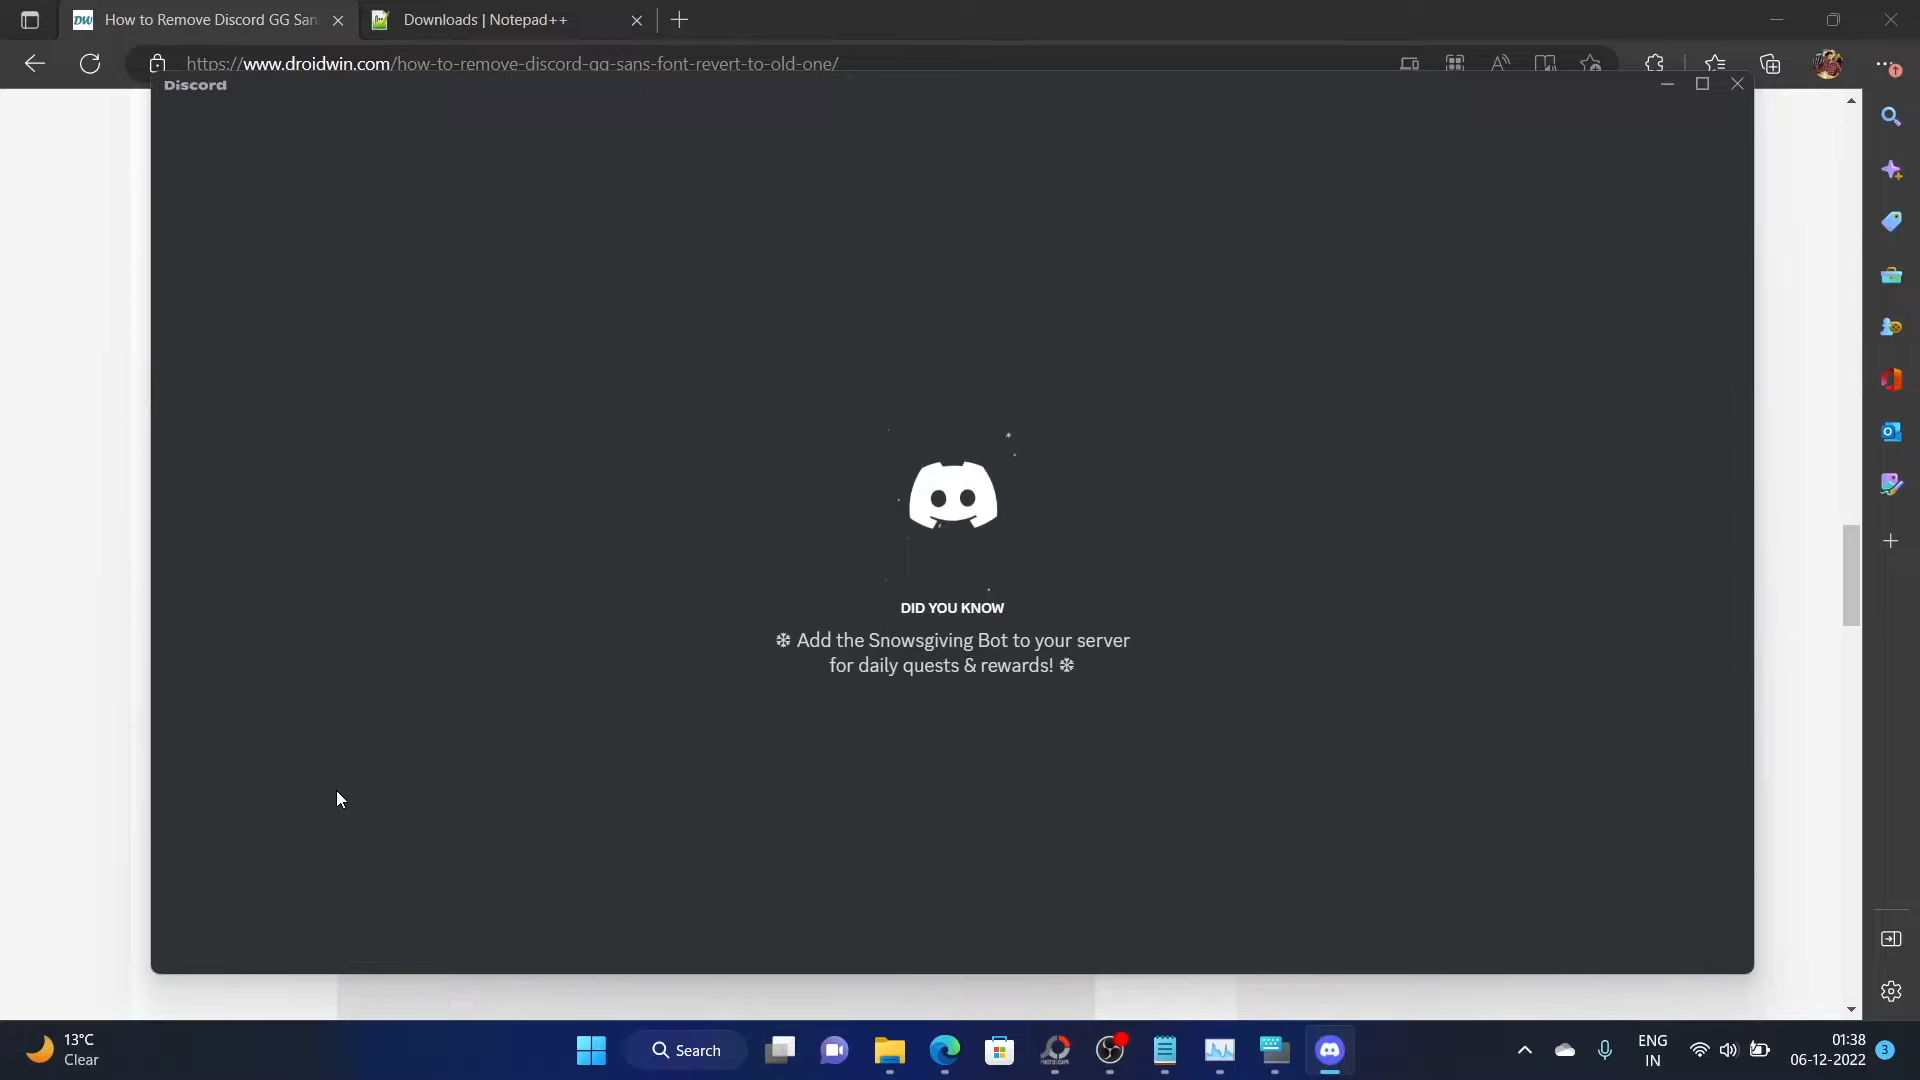 How to Remove Discord GG San
Downloads | Notepad++
https://www.droidwin.com/how-to-remove-discord-gg-sans-font-revert-to-old-one/
Discord
DID YOU KNOW
❄ Add the Snowsgiving Bot to your server
for daily quests & rewards! ❄
13°C
Clear
Search
ENG
IN
01:38
06-12-2022
3